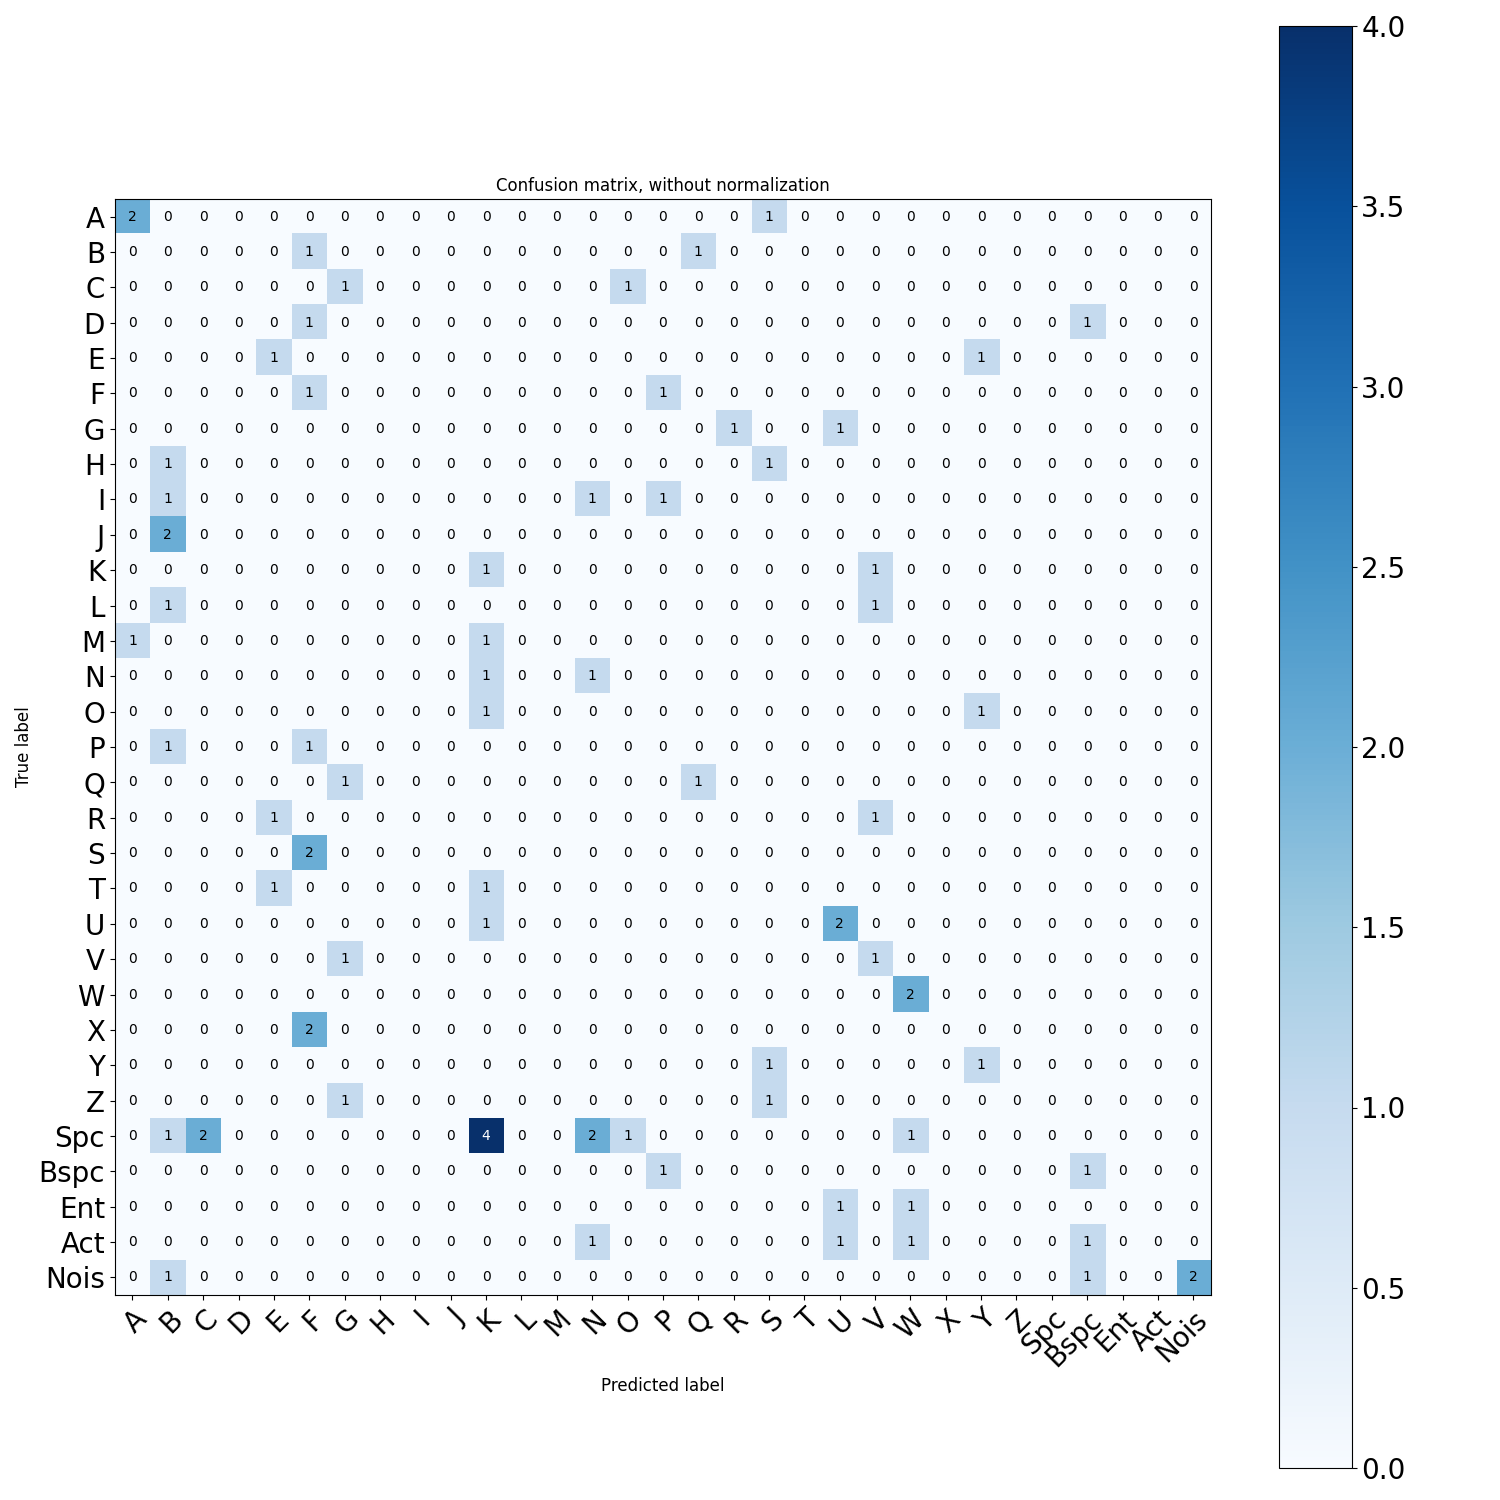 Confusion matrix, without normalization
A 2 0 0 0 0 0 0 0 0 0 0 0 0 0 0 0 0 0 1 0 0 0 0 0 0 0 0 0 0 0 0
B 0 0 0 0 0 1 0 0 0 0 0 0 0 0 0 0 1 0 0 0 0 0 0 0 0 0 0 0 0 0 0
C 0 0 0 0 0 0 1 0 0 0 0 0 0 0 1 0 0 0 0 0 0 0 0 0 0 0 0 0 0 0 0
D 0 0 0 0 0 1 0 0 0 0 0 0 0 0 0 0 0 0 0 0 0 0 0 0 0 0 0 1 0 0 0
E 0 0 0 0 1 0 0 0 0 0 0 0 0 0 0 0 0 0 0 0 0 0 0 0 1 0 0 0 0 0 0
F 0 0 0 0 0 1 0 0 0 0 0 0 0 0 0 1 0 0 0 0 0 0 0 0 0 0 0 0 0 0 0
G 0 0 0 0 0 0 0 0 0 0 0 0 0 0 0 0 0 1 0 0 1 0 0 0 0 0 0 0 0 0 0
H 0 1 0 0 0 0 0 0 0 0 0 0 0 0 0 0 0 0 1 0 0 0 0 0 0 0 0 0 0 0 0
I 0 1 0 0 0 0 0 0 0 0 0 0 0 1 0 1 0 0 0 0 0 0 0 0 0 0 0 0 0 0 0
J 0 2 0 0 0 0 0 0 0 0 0 0 0 0 0 0 0 0 0 0 0 0 0 0 0 0 0 0 0 0 0
K 0 0 0 0 0 0 0 0 0 0 1 0 0 0 0 0 0 0 0 0 0 1 0 0 0 0 0 0 0 0 0
L 0 1 0 0 0 0 0 0 0 0 0 0 0 0 0 0 0 0 0 0 0 1 0 0 0 0 0 0 0 0 0
M 1 0 0 0 0 0 0 0 0 0 1 0 0 0 0 0 0 0 0 0 0 0 0 0 0 0 0 0 0 0 0
N 0 0 0 0 0 0 0 0 0 0 1 0 0 1 0 0 0 0 0 0 0 0 0 0 0 0 0 0 0 0 0
O 0 0 0 0 0 0 0 0 0 0 1 0 0 0 0 0 0 0 0 0 0 0 0 0 1 0 0 0 0 0 0
P 0 1 0 0 0 1 0 0 0 0 0 0 0 0 0 0 0 0 0 0 0 0 0 0 0 0 0 0 0 0 0
Q 0 0 0 0 0 0 1 0 0 0 0 0 0 0 0 0 1 0 0 0 0 0 0 0 0 0 0 0 0 0 0
R 0 0 0 0 1 0 0 0 0 0 0 0 0 0 0 0 0 0 0 0 0 1 0 0 0 0 0 0 0 0 0
S 0 0 0 0 0 2 0 0 0 0 0 0 0 0 0 0 0 0 0 0 0 0 0 0 0 0 0 0 0 0 0
T 0 0 0 0 1 0 0 0 0 0 1 0 0 0 0 0 0 0 0 0 0 0 0 0 0 0 0 0 0 0 0
U 0 0 0 0 0 0 0 0 0 0 1 0 0 0 0 0 0 0 0 0 2 0 0 0 0 0 0 0 0 0 0
V 0 0 0 0 0 0 1 0 0 0 0 0 0 0 0 0 0 0 0 0 0 1 0 0 0 0 0 0 0 0 0
W 0 0 0 0 0 0 0 0 0 0 0 0 0 0 0 0 0 0 0 0 0 0 2 0 0 0 0 0 0 0 0
X 0 0 0 0 0 2 0 0 0 0 0 0 0 0 0 0 0 0 0 0 0 0 0 0 0 0 0 0 0 0 0
Y 0 0 0 0 0 0 0 0 0 0 0 0 0 0 0 0 0 0 1 0 0 0 0 0 1 0 0 0 0 0 0
Z 0 0 0 0 0 0 1 0 0 0 0 0 0 0 0 0 0 0 1 0 0 0 0 0 0 0 0 0 0 0 0
Spc 0 1 2 0 0 0 0 0 0 0 4 0 0 2 1 0 0 0 0 0 0 0 1 0 0 0 0 0 0 0 0
Bspc 0 0 0 0 0 0 0 0 0 0 0 0 0 0 0 1 0 0 0 0 0 0 0 0 0 0 0 1 0 0 0
Ent 0 0 0 0 0 0 0 0 0 0 0 0 0 0 0 0 0 0 0 0 1 0 1 0 0 0 0 0 0 0 0
Act 0 0 0 0 0 0 0 0 0 0 0 0 0 1 0 0 0 0 0 0 1 0 1 0 0 0 0 1 0 0 0
Nois 0 1 0 0 0 0 0 0 0 0 0 0 0 0 0 0 0 0 0 0 0 0 0 0 0 0 0 1 0 0 2
A B C D E F G H I J K L M N O P Q R S T U V W X Y Z Spc Bspc Ent Act Nois
Predicted label
True label
4.0
3.5
3.0
2.5
2.0
1.5
1.0
0.5
0.0